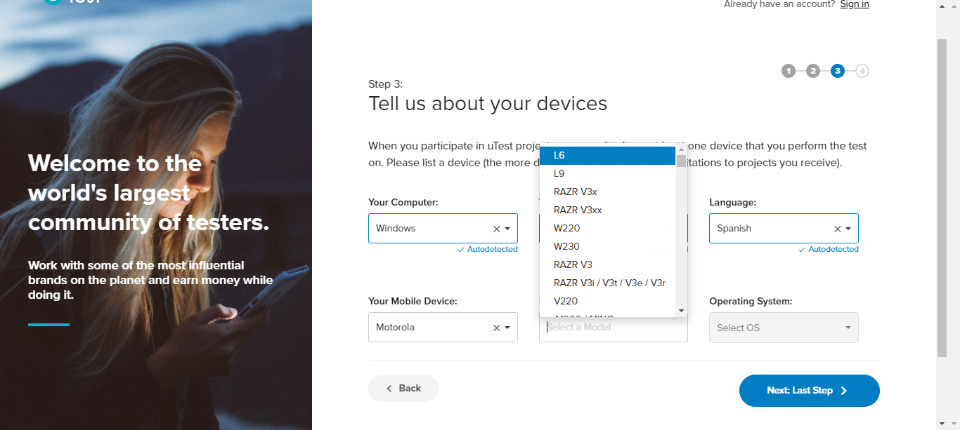 Already have an account? Sign in
Welcome to the
world's largest
community of testers.
Work with some of the most influential
brands on the planet and earn money while
doing it.
1 2 3 4
Step 3:
Tell us about your devices
When you participate in uTest one device that you perform the test
on. Please list a device (the more to projects you receive).
Your Computer:
Language:
Windows
Spanish
Autodetected
Autodetected
L6
L9
RAZR V3x
RAZR V3xx
W220
W230
RAZR V3
RAZR V3i / V3t / V3e / V3r
V220
Your Mobile Device:
Operating System:
Motorola
Select a Model
Select OS
Back
Next: Last Step